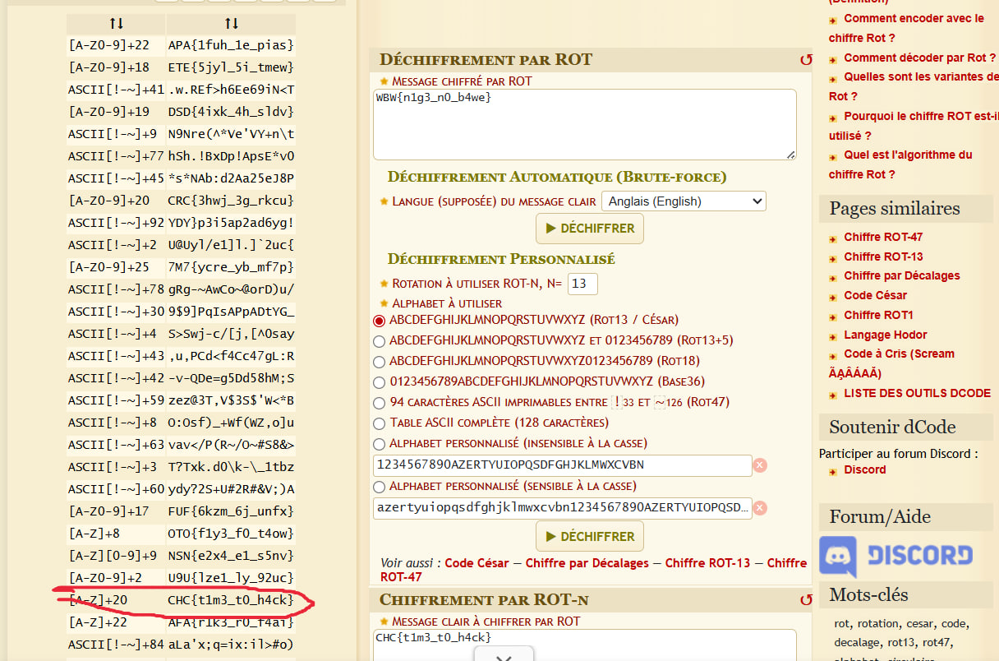 ↑↓ ↑↓
[A-Z0-9]+22 APA{1fuh_1e_pias}
[A-Z0-9]+18 ETE{5jyl_5i_tmew}
ASCII[!-~]+41 .w.REf>h6Ee69iN<T
[A-Z0-9]+19 DSD{4ixk_4h_sldv}
ASCII[!-~]+9 N9Nre(^*Ve'VY+n\t
ASCII[!-~]+77 hSh.!BxDp!ApsE*vO
ASCII[!-~]+45 *s*NAb:d2Aa25eJ8P
[A-Z0-9]+20 CRC{3hwj_3g_rkcu}
ASCII[!-~]+92 YDY}p3i5ap2ad6yg!
ASCII[!-~]+2 U@Uyl/e1]l.]`2uc{
[A-Z0-9]+25 7M7{ycre_yb_mf7p}
ASCII[!-~]+78 gRg-~AwCo~@orD)u/
ASCII[!-~]+30 9$9]PqIsAPpADtYG_
ASCII[!-~]+4 S>Swj-c/[j,[^0say
ASCII[!-~]+43 ,u,PCd<f4Cc47gL:R
ASCII[!-~]+42 -v-QDe=g5Dd58hM;S
ASCII[!-~]+59 zez@3T,V$3S$'W<*B
ASCII[!-~]+8 O:Osf)_+Wf(WZ,o]u
ASCII[!-~]+63 vav</P(R~/O~#S8&>
ASCII[!-~]+3 T?Txk.d0\k-\_1tbz
ASCII[!-~]+60 ydy?2S+U#2R#&V;)A
[A-Z0-9]+17 FUF{6kzm_6j_unfx}
[A-Z]+8 OTO{f1y3_f0_t4ow}
[A-Z][0-9]+9 NSN{e2x4_e1_s5nv}
[A-Z0-9]+2 U9U{lze1_ly_92uc}
[A-Z]+20 CHC{t1m3_t0_h4ck}
[A-Z]+22 AFA{r1k3_r0_f4ai}
ASCII[!-~]+84 aLa'x;q=ix:il>#o)
Déchiffrement par ROT
Message chiffré par ROT
WBW{n1g3_n0_b4we}
Déchiffrement Automatique (Brute-force)
Langue (supposée) du message clair Anglais (English)
▶ DÉCHIFFRER
Déchiffrement Personnalisé
Rotation à utiliser ROT-N, N= 13
Alphabet à utiliser
ABCDEFGHIJKLMNOPQRSTUVWXYZ (Rot13 / César)
ABCDEFGHIJKLMNOPQRSTUVWXYZ et 0123456789 (Rot13+5)
ABCDEFGHIJKLMNOPQRSTUVWXYZ0123456789 (Rot18)
0123456789ABCDEFGHIJKLMNOPQRSTUVWXYZ (Base36)
94 caractères ASCII imprimables entre !33 et ~126 (Rot47)
Table ASCII complète (128 caractères)
Alphabet personnalisé (insensible à la casse)
1234567890AZERTYUIOPQSDFGHJKLMWXCVBN
Alphabet personnalisé (sensible à la casse)
azertyuiopqsdfghjklmwxcvbn1234567890AZERTYUIOPQSD...
▶ DÉCHIFFRER
Voir aussi : Code César — Chiffre par Décalages — Chiffre ROT-13 — Chiffre
ROT-47
Chiffrement par ROT-n
Message clair à chiffrer par ROT
CHC{t1m3_t0_h4ck}
(Définition)
Comment encoder avec le
chiffre Rot ?
Comment décoder par Rot ?
Quelles sont les variantes de
Rot ?
Pourquoi le chiffre ROT est-il
utilisé ?
Quel est l'algorithme du
chiffre Rot ?
Pages similaires
Chiffre ROT-47
Chiffre ROT-13
Chiffre par Décalages
Code César
Chiffre ROT1
Langage Hodor
Code à Cris (Scream
ÃĄÂÁAĂ)
LISTE DES OUTILS DCODE
Soutenir dCode
Participer au forum Discord :
Discord
Forum/Aide
DISCORD
Mots-clés
rot, rotation, cesar, code,
decalage, rot13, rot47,
alphabet, circulaire